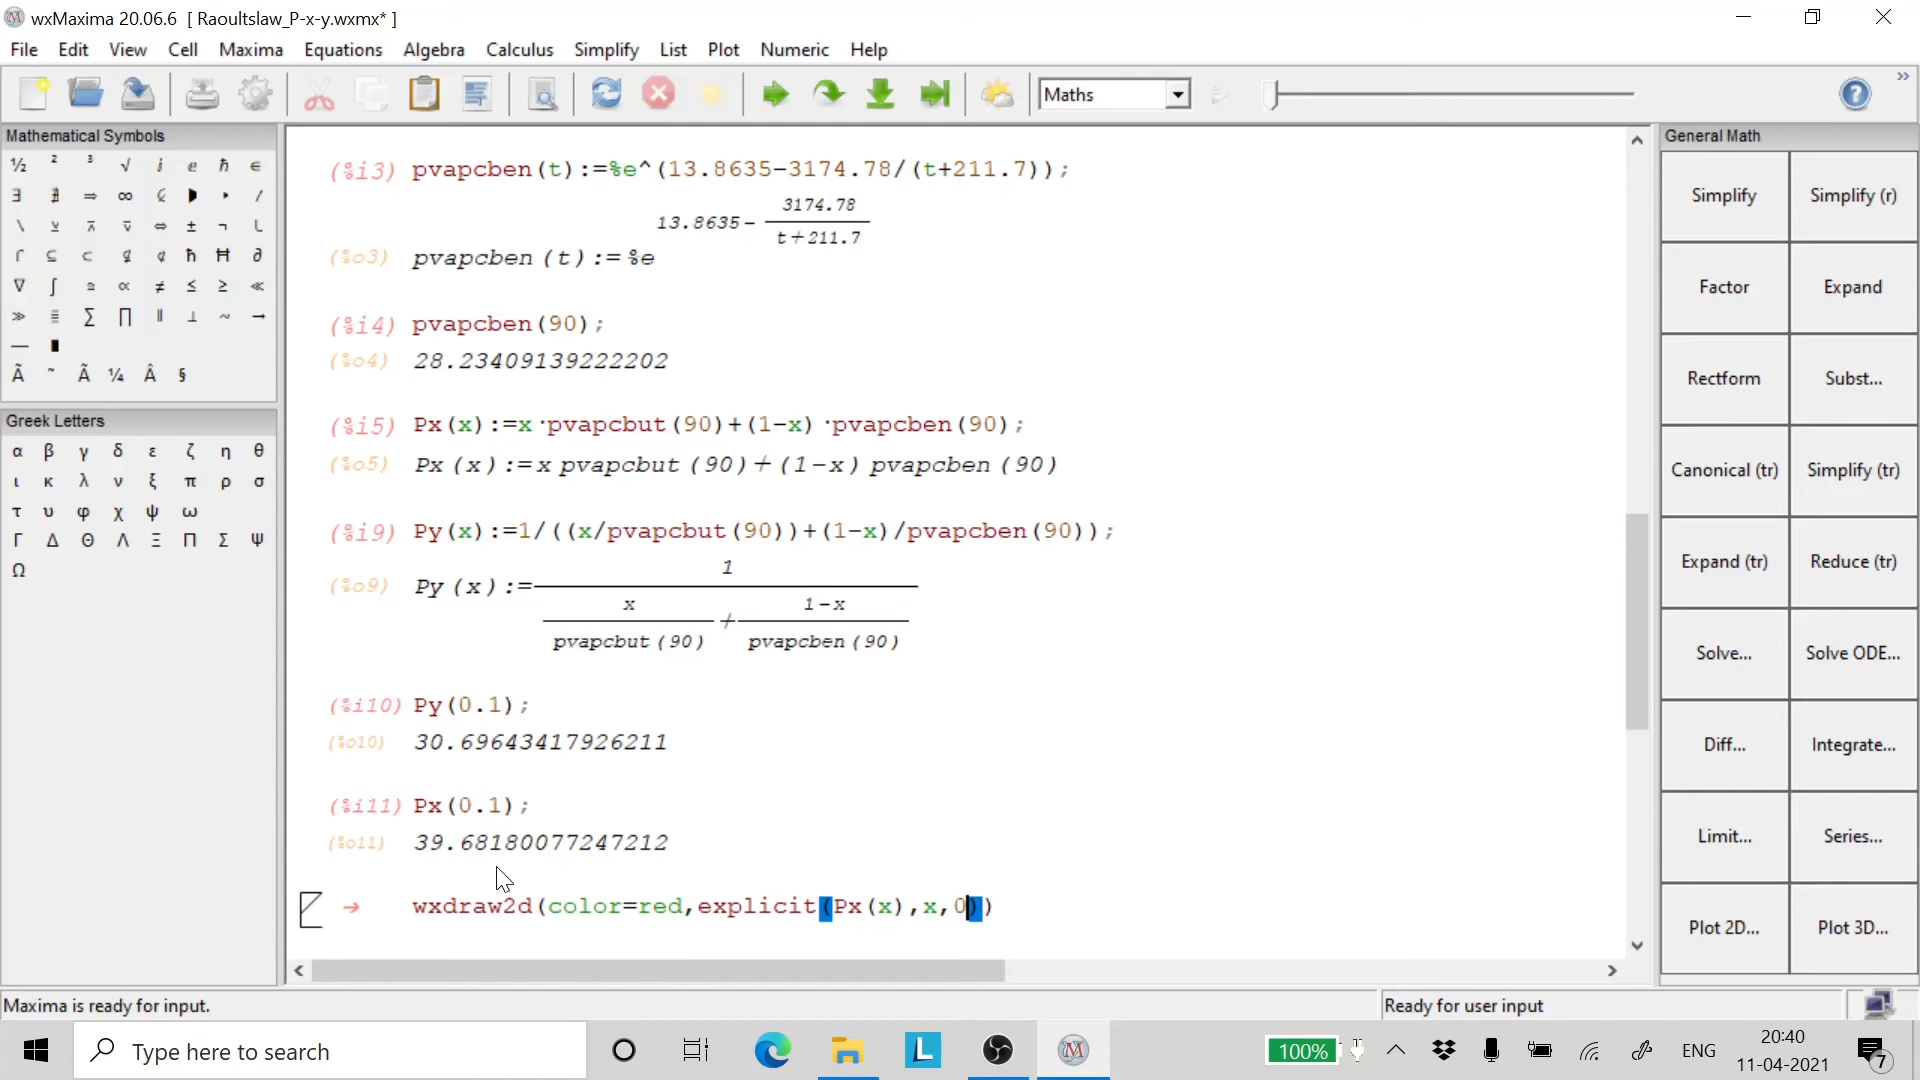 wxMaxima 20.06.6 [ Raoultslaw_P-x-y.wxmx* ]
File Edit View Cell Maxima Equations Algebra Calculus Simplify List Plot Numeric Help
Maths
Mathematical Symbols
½ ² ³ √ ⅈ ℯ ℏ ∈
⇒ ∞ /
\ ⇔ ± ¬
⊆ ⊂ ħ Ħ ∂
∇ ∫ ≅ ∝ ≠ ≤ ≥ ≪
≫ ≣ ∑ ∏ ∥ ⊥ ~ →
— ▮
Ã ˜ Ã ¼ Â §
Greek Letters
α β γ δ ε ζ η θ
ι κ λ ν ξ π ρ σ
τ υ φ χ ψ ω
Γ Δ Θ Λ Ξ Π Σ Ψ
Ω
(%i3) pvapcben(t):=%e^(13.8635-3174.78/(t+211.7));
3174.78
13.8635-
t+211.7
(%o3) pvapcben (t):=%e
(%i4) pvapcben(90);
(%o4) 28.23409139222202
(%i5) Px(x):=x·pvapcbut(90)+(1-x)·pvapcben(90);
(%o5) Px (x):=x pvapcbut (90)+(1-x) pvapcben (90)
(%i9) Py(x):=1/((x/pvapcbut(90))+(1-x)/pvapcben(90));
1
(%o9) Py (x):=
x 1-x
+
pvapcbut (90) pvapcben (90)
(%i10) Py(0.1);
(%o10) 30.69643417926211
(%i11) Px(0.1);
(%o11) 39.68180077247212
→ wxdraw2d(color=red,explicit(Px(x),x,0))
General Math
Simplify Simplify (r)
Factor Expand
Rectform Subst...
Canonical (tr) Simplify (tr)
Expand (tr) Reduce (tr)
Solve... Solve ODE...
Diff... Integrate...
Limit... Series...
Plot 2D... Plot 3D...
Maxima is ready for input. Ready for user input
Type here to search
L
100%
ENG
20:40
11-04-2021
7